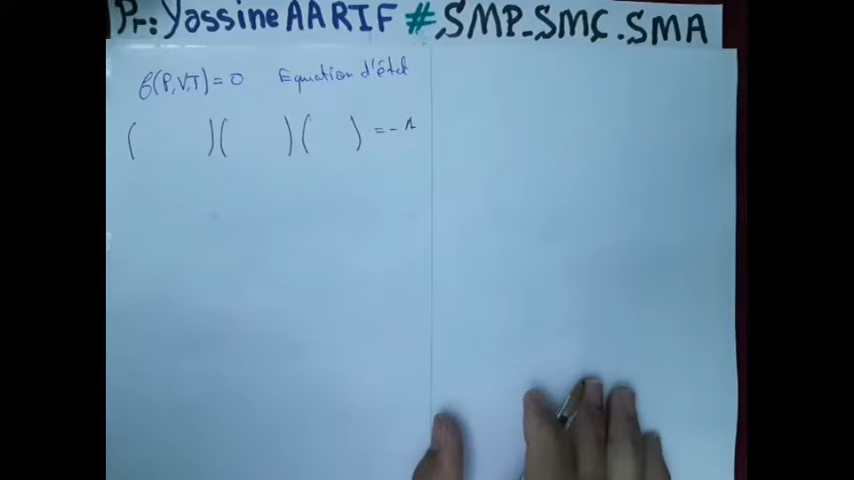 Pr: Yassine AARIF # SMP_SMC.SMA
f(P,V,T) = 0 Equation d'état
( )( )( ) = -1